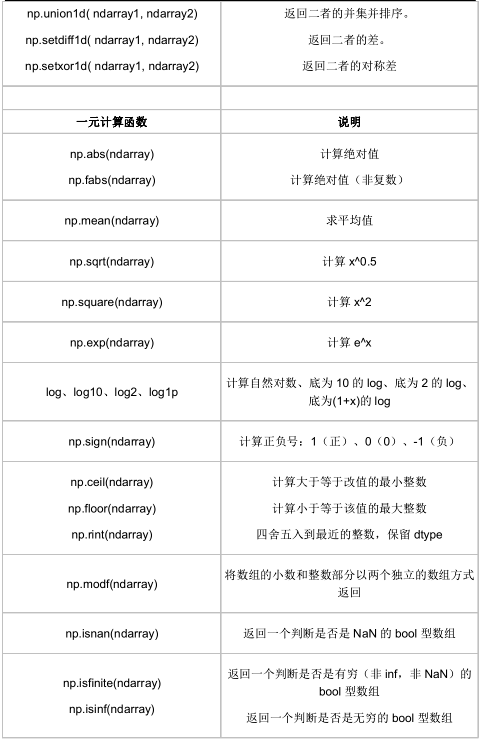 np.union1d( ndarray1, ndarray2) 返回二者的并集并排序。
np.setdiff1d( ndarray1, ndarray2) 返回二者的差。
np.setxor1d( ndarray1, ndarray2) 返回二者的对称差
一元计算函数 说明
np.abs(ndarray) 计算绝对值
np.fabs(ndarray) 计算绝对值（非复数）
np.mean(ndarray) 求平均值
np.sqrt(ndarray) 计算 x^0.5
np.square(ndarray) 计算 x^2
np.exp(ndarray) 计算 e^x
log、log10、log2、log1p 计算自然对数、底为 10 的 log、底为 2 的 log、
底为(1+x)的 log
np.sign(ndarray) 计算正负号：1（正）、0（0）、-1（负）
np.ceil(ndarray) 计算大于等于改值的最小整数
np.floor(ndarray) 计算小于等于该值的最大整数
np.rint(ndarray) 四舍五入到最近的整数，保留 dtype
np.modf(ndarray) 将数组的小数和整数部分以两个独立的数组方式
返回
np.isnan(ndarray) 返回一个判断是否是 NaN 的 bool 型数组
np.isfinite(ndarray) 返回一个判断是否是有穷（非 inf，非 NaN）的
bool 型数组
np.isinf(ndarray) 返回一个判断是否是无穷的 bool 型数组